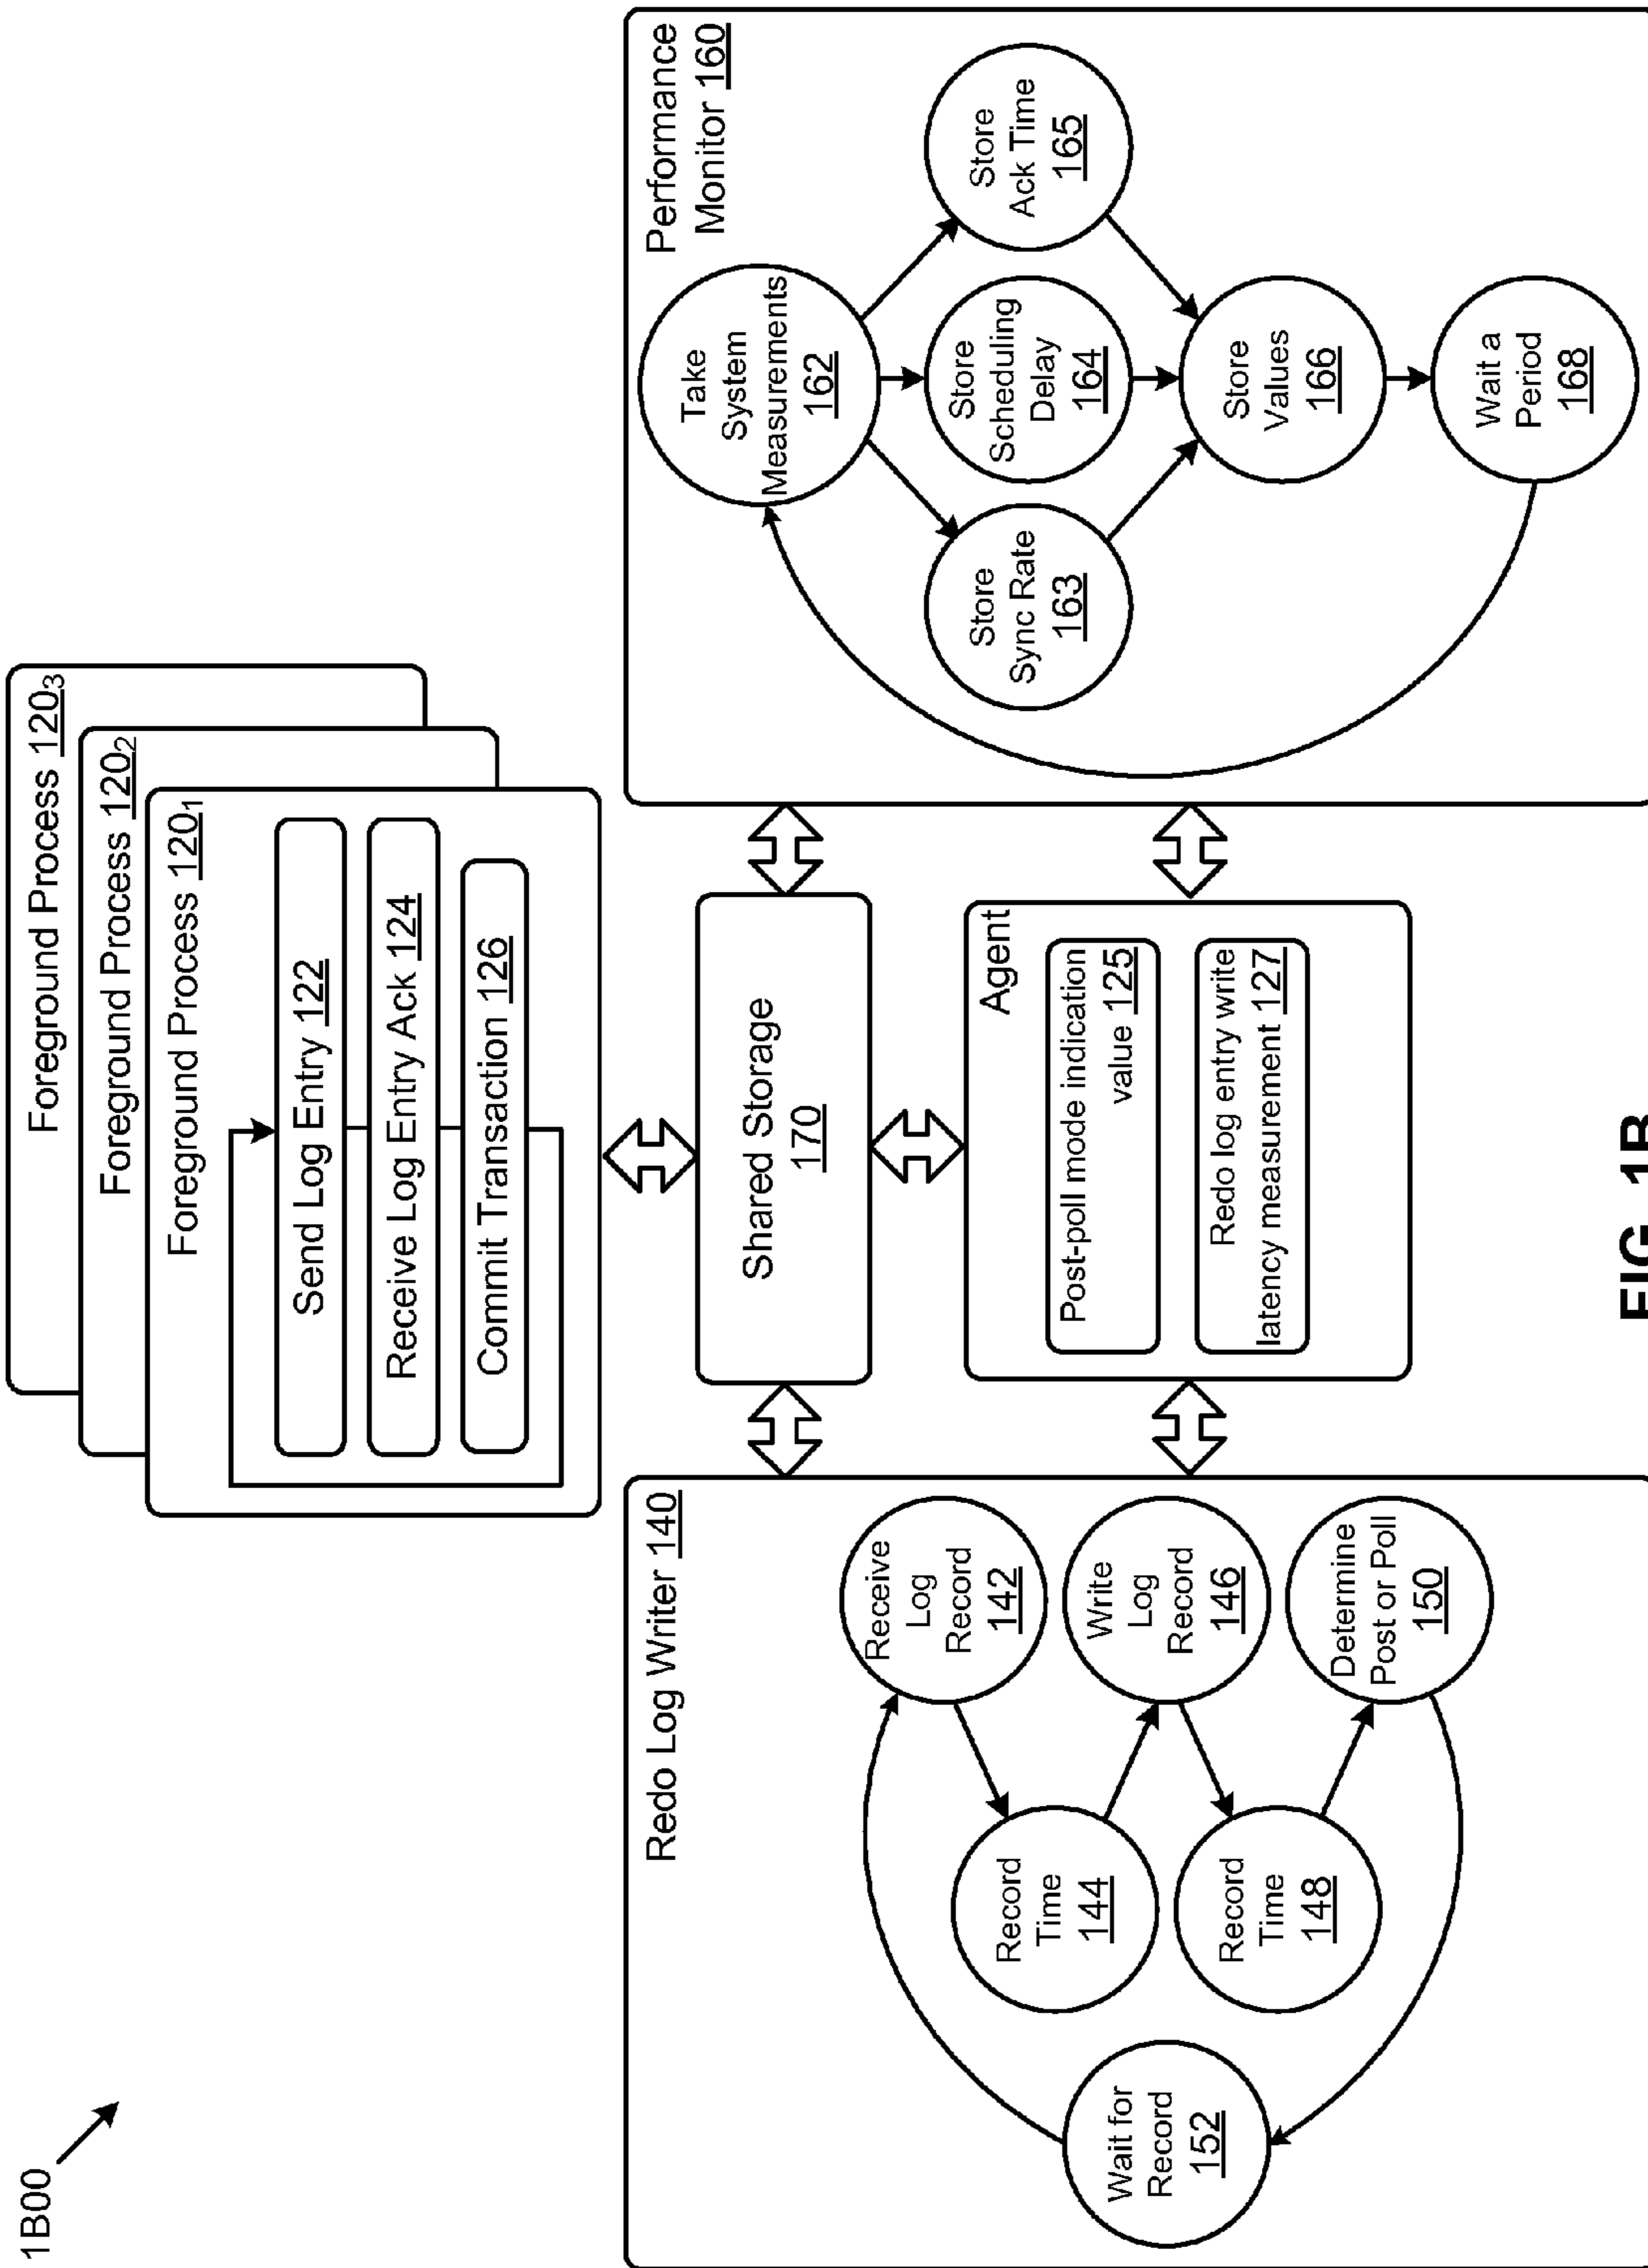 1B00
Foreground Process 1203
Foreground Process 1202
Foreground Process 1201
Send Log Entry 122
Receive Log Entry Ack 124
Commit Transaction 126
Redo Log Writer 140
Receive
Log
Record
142
Record
Time
144
Write
Log
Record
146
Record
Time
148
Determine
Post or Poll
150
Wait for
Record
152
Shared Storage
170
Agent
Post-poll mode indication
value 125
Redo log entry write
latency measurement 127
Performance
Monitor 160
Take
System
Measurements
162
Store
Sync Rate
163
Store
Scheduling
Delay
164
Store
Ack Time
165
Store
Values
166
Wait a
Period
168
FIG. 1B